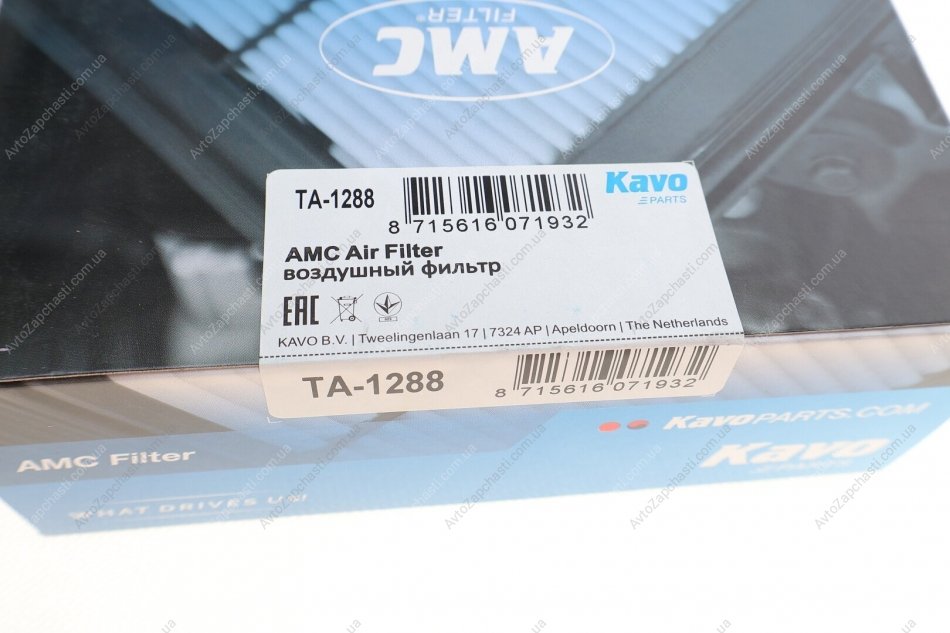 AMC
FILTER®
TA-1288
8 715616 071932
Kavo
PARTS
AMC Air Filter
воздушный фильтр
EAC
KAVO B.V. | Tweelingenlaan 17 | 7324 AP | Apeldoorn | The Netherlands
TA-1288
8 715616 071932
KavoPARTS.COM
AMC Filter
Kavo
PARTS
WHAT DRIVES US!
AvtoZapchasti.com.ua